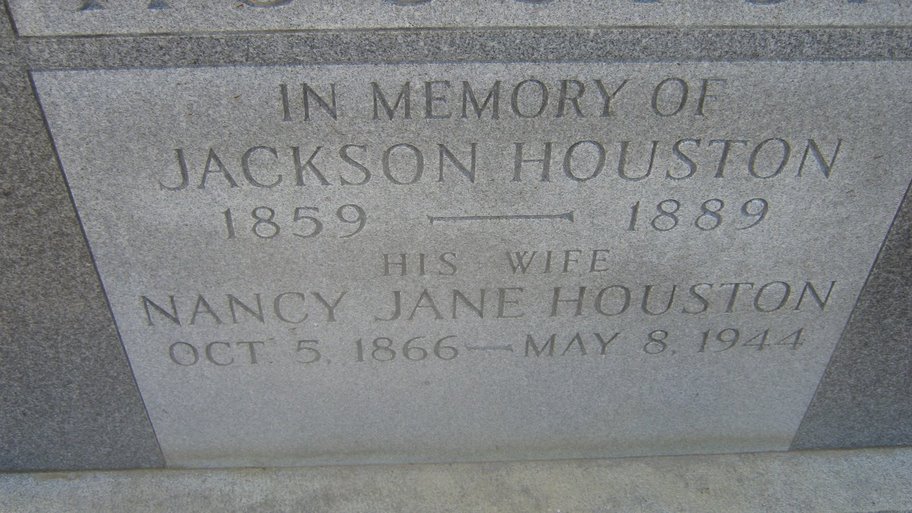 IN MEMORY OF
JACKSON HOUSTON
1859 — 1889
HIS WIFE
NANCY JANE HOUSTON
OCT. 5, 1866 — MAY 8, 1944